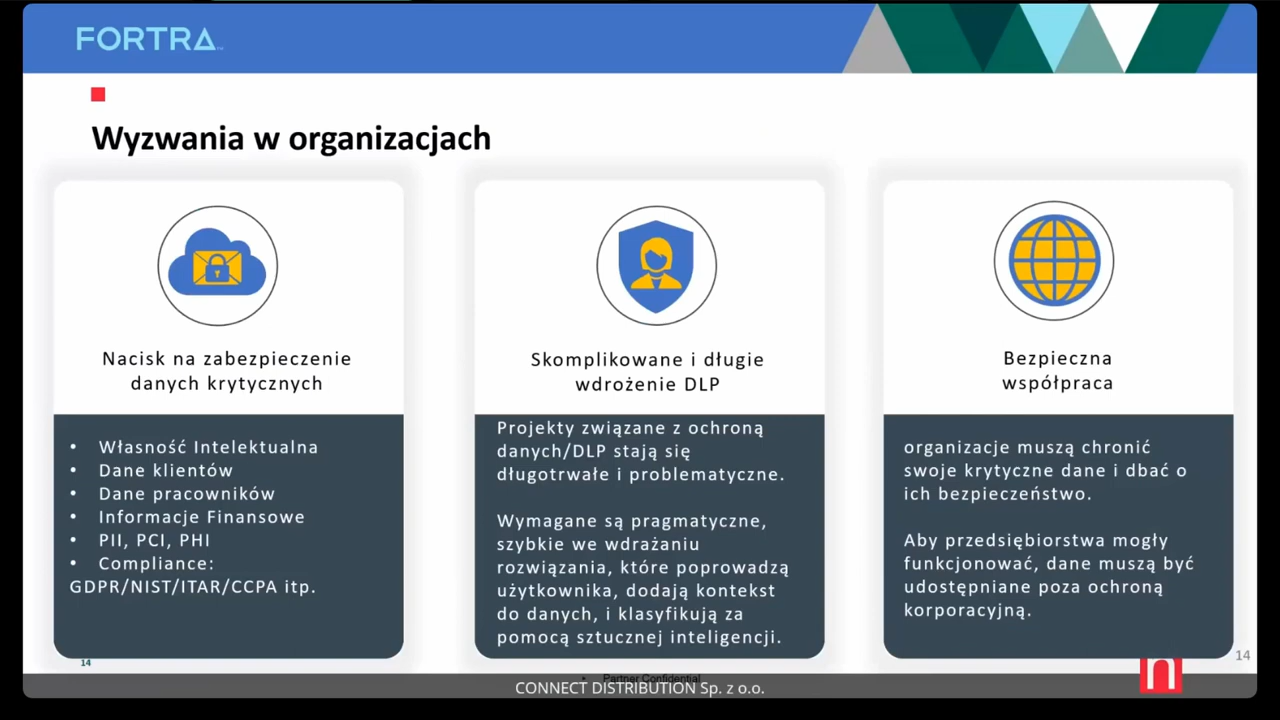 FORTRA
Wyzwania w organizacjach
Nacisk na zabezpieczenie
danych krytycznych
• Własność Intelektualna
• Dane klientów
• Dane pracowników
• Informacje Finansowe
• PII, PCI, PHI
• Compliance:
GDPR/NIST/ITAR/CCPA itp.
Skomplikowane i długie
wdrożenie DLP
Projekty związane z ochroną
danych/DLP stają się
długotrwałe i problematyczne.
Wymagane są pragmatyczne,
szybkie we wdrażaniu
rozwiązania, które poprowadzą
użytkownika, dodają kontekst
do danych, i klasyfikują za
pomocą sztucznej inteligencji.
Bezpieczna
współpraca
organizacje muszą chronić
swoje krytyczne dane i dbać o
ich bezpieczeństwo.
Aby przedsiębiorstwa mogły
funkcjonować, dane muszą być
udostępniane poza ochroną
korporacyjną.
14
14
• Partner Confidential
n
CONNECT DISTRIBUTION Sp. z o.o.